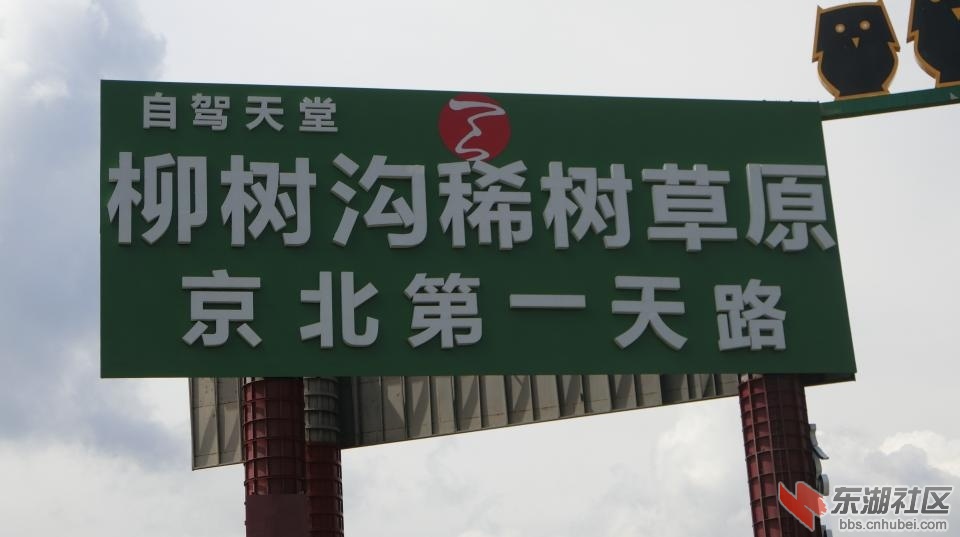 自驾天堂
柳树沟稀树草原
京北第一天路
东湖社区
bbs.cnhubei.com